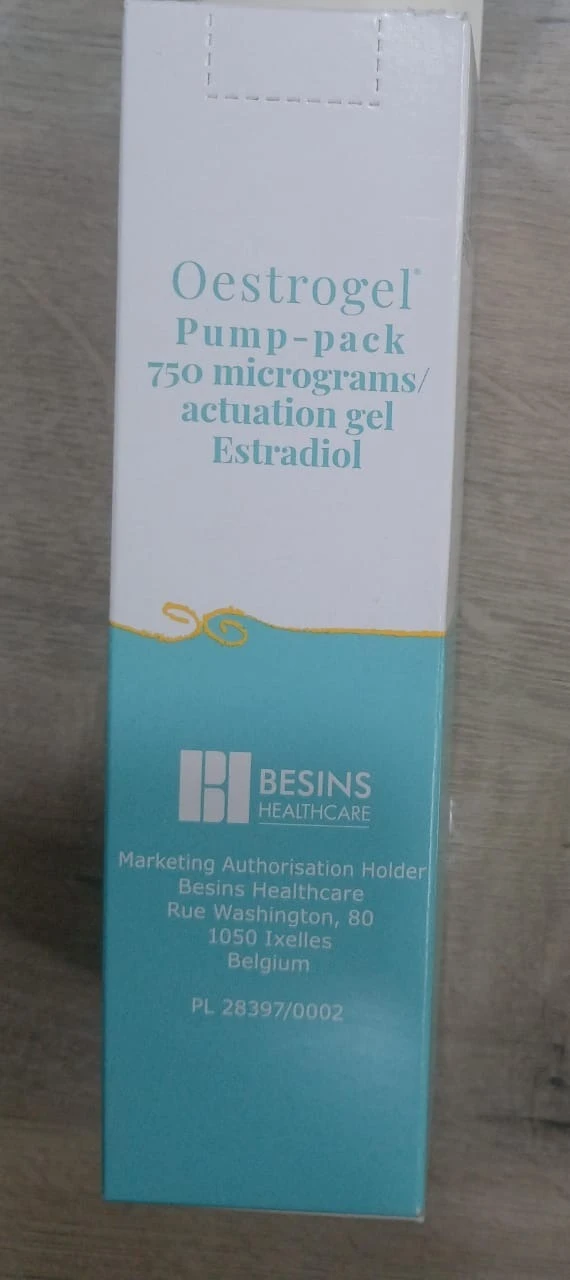 Oestrogel®
Pump-pack
750 micrograms/
actuation gel
Estradiol
BESINS
HEALTHCARE
Marketing Authorisation Holder
Besins Healthcare
Rue Washington, 80
1050 Ixelles
Belgium
PL 28397/0002